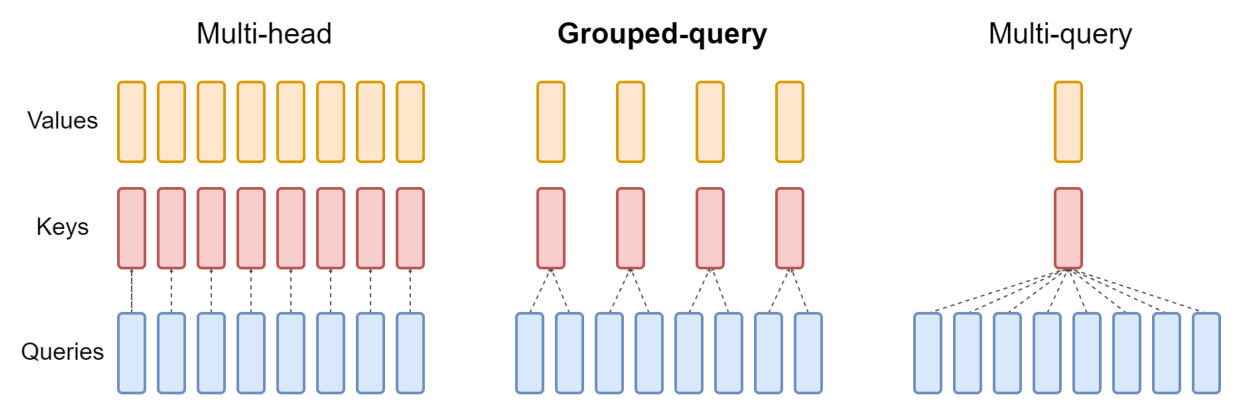 Multi-head
Grouped-query
Multi-query
Values
Keys
Queries